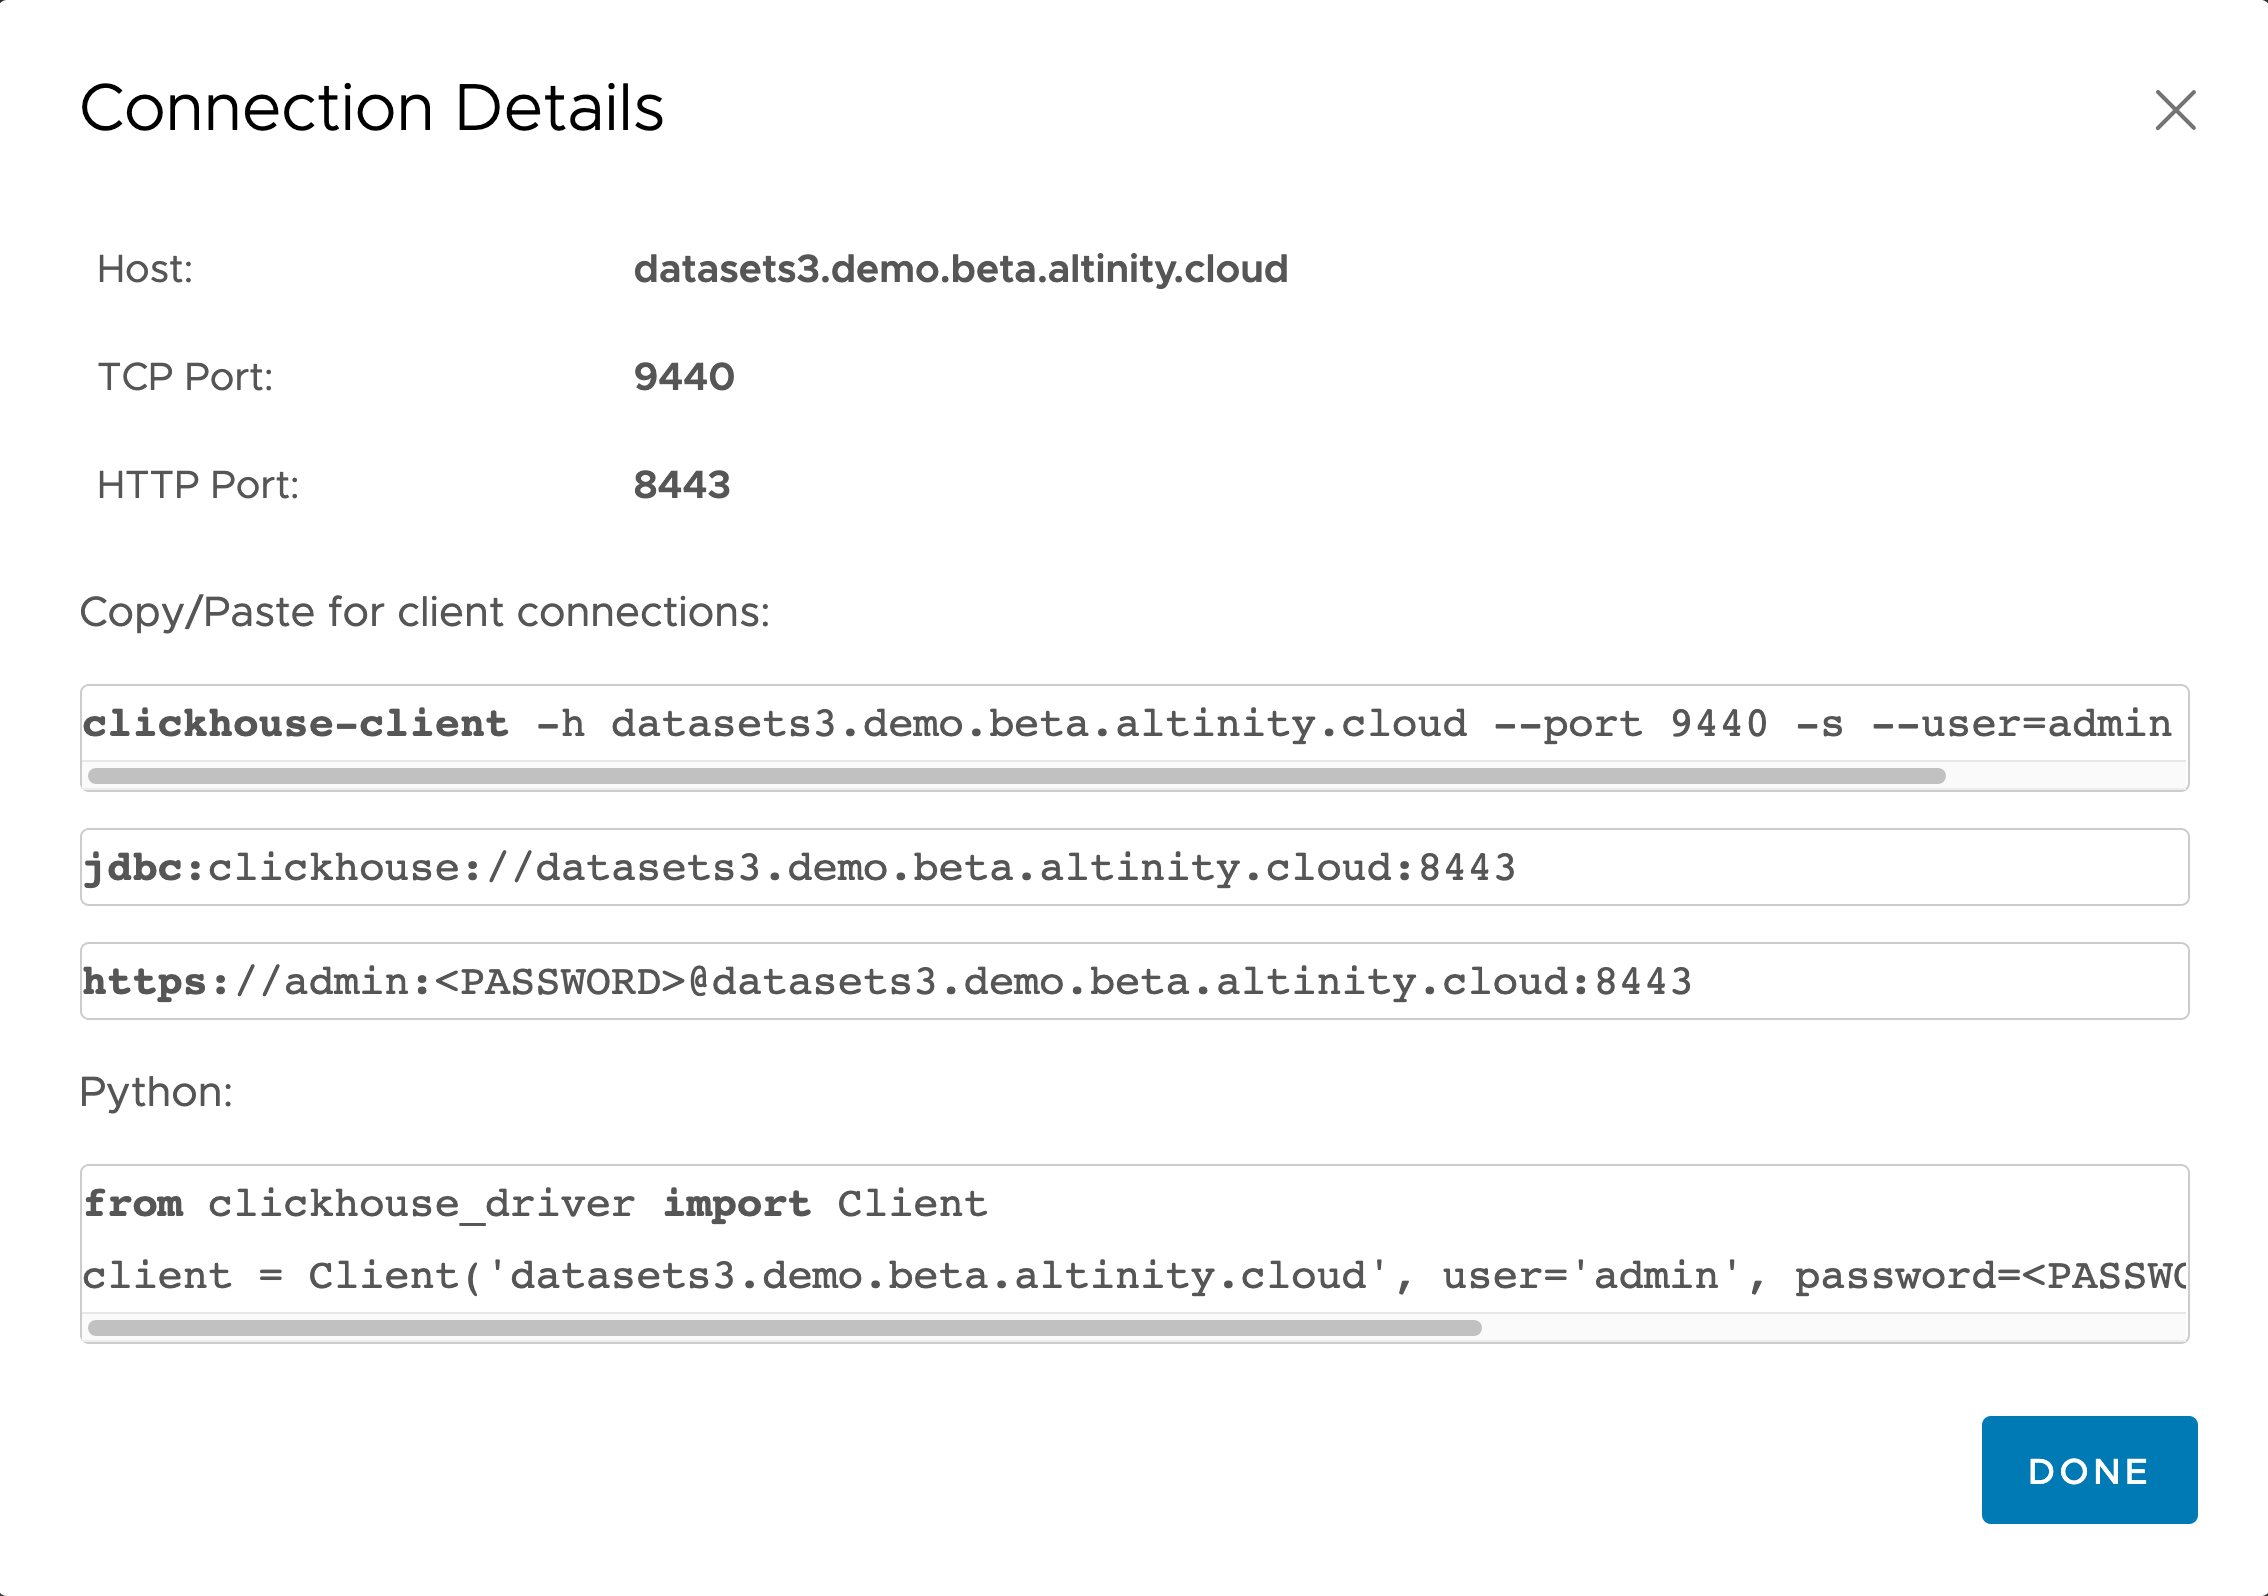 Connection Details
Host: datasets3.demo.beta.altinity.cloud
TCP Port: 9440
HTTP Port: 8443
Copy/Paste for client connections:
clickhouse-client -h datasets3.demo.beta.altinity.cloud --port 9440 -s --user=admin
jdbc:clickhouse://datasets3.demo.beta.altinity.cloud:8443
https://admin:<PASSWORD>@datasets3.demo.beta.altinity.cloud:8443
Python:
from clickhouse_driver import Client
client = Client('datasets3.demo.beta.altinity.cloud', user='admin', password=<PASSW
DONE